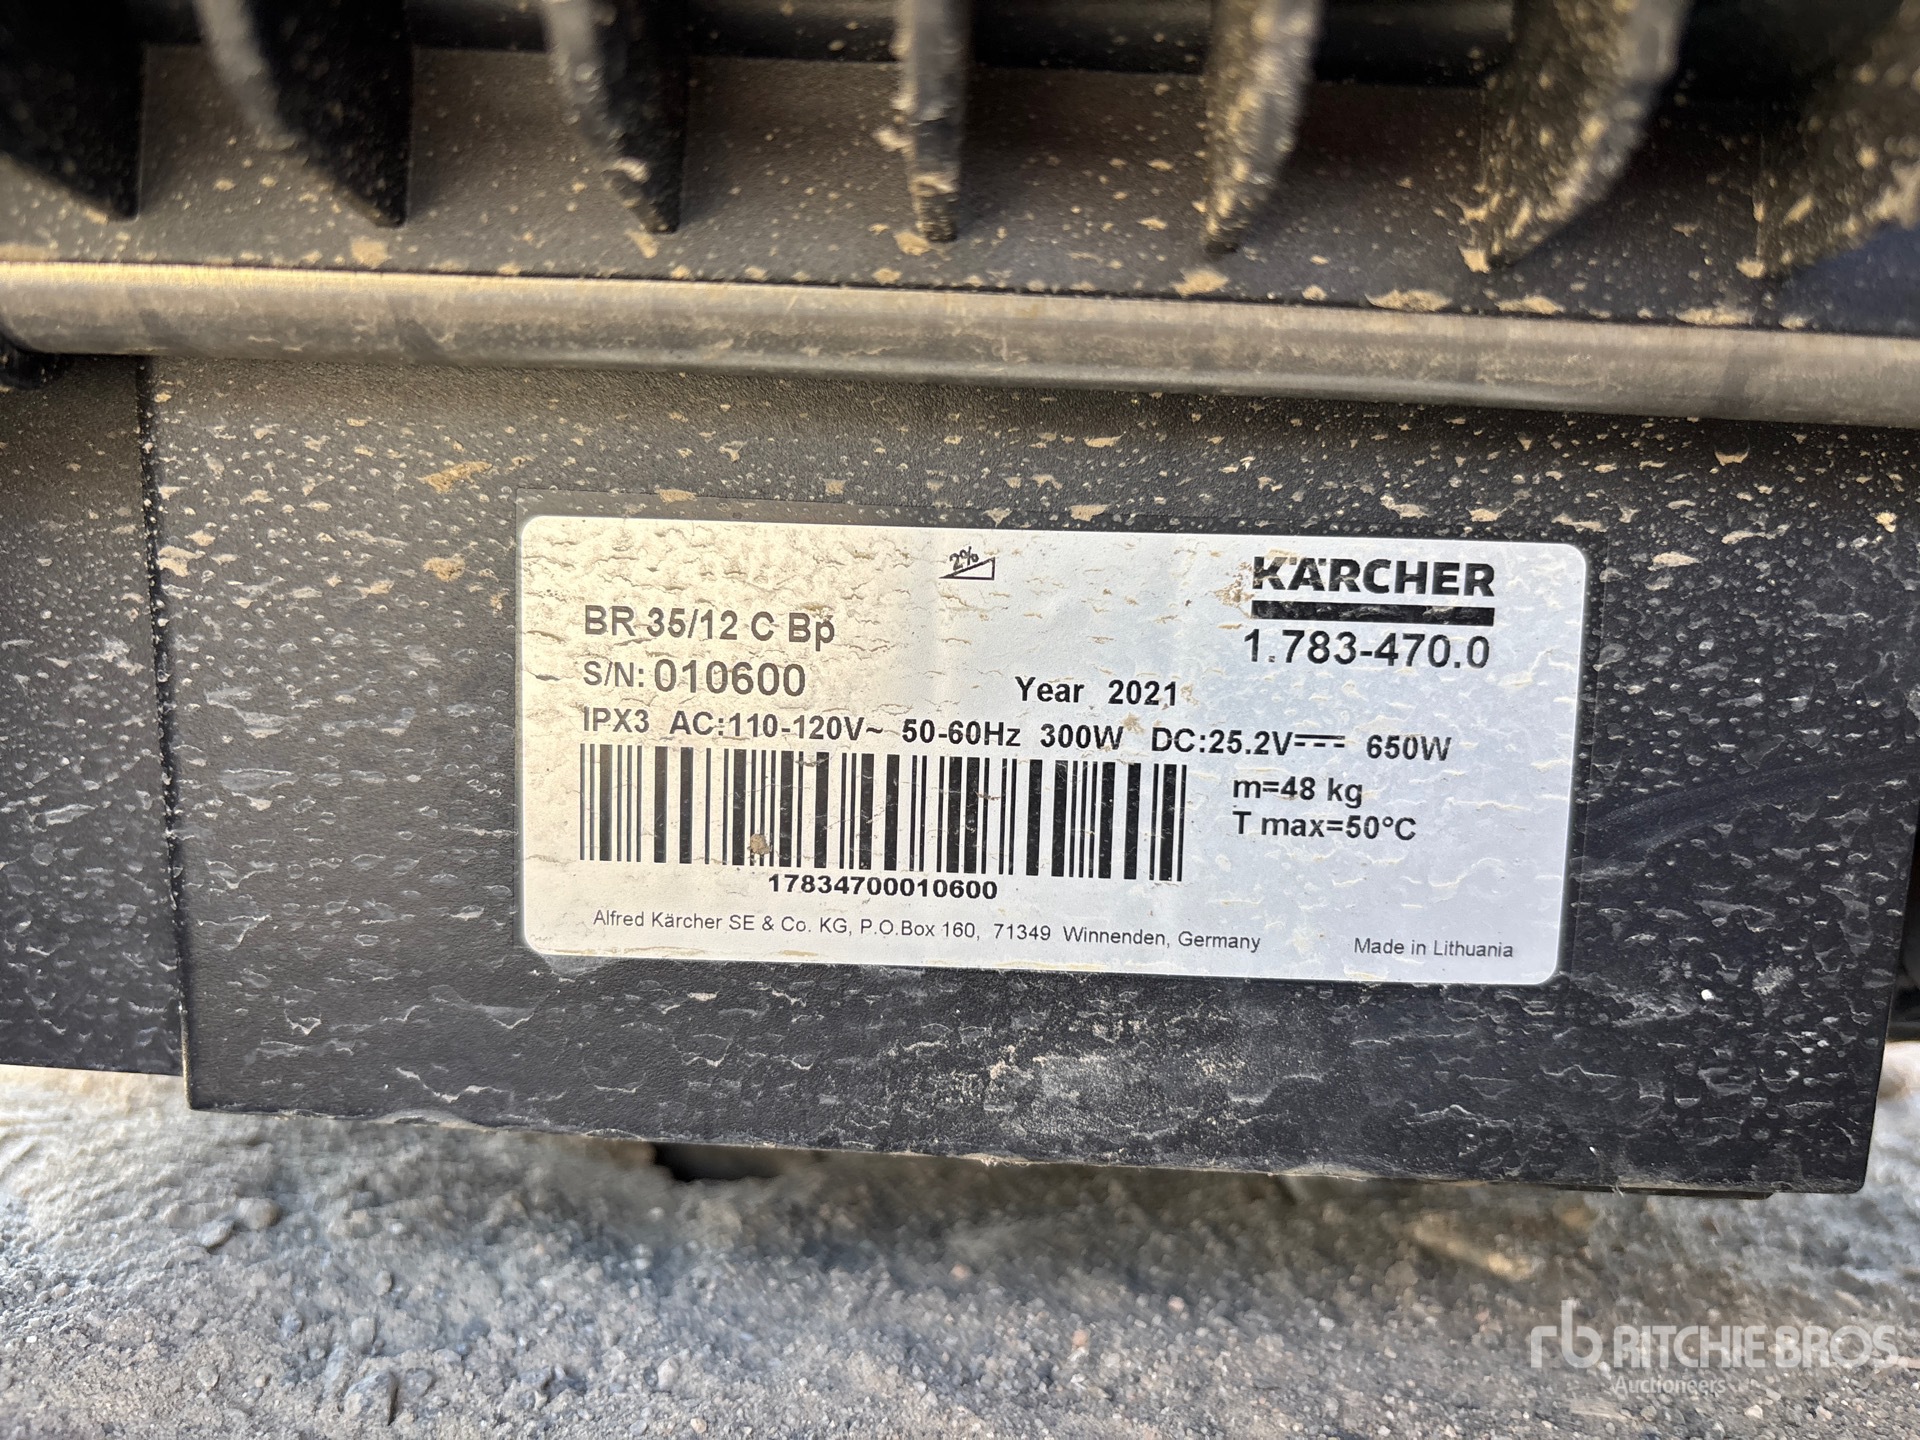 2%
KÄRCHER
BR 35/12 C Bp
1.783-470.0
S/N: 010600
Year 2021
IPX3 AC:110-120V~ 50-60Hz 300W DC:25.2V⎓ 650W
m=48 kg
T max=50°C
17834700010600
Alfred Kärcher SE & Co. KG, P.O.Box 160, 71349 Winnenden, Germany
Made in Lithuania
rb RITCHIE BROS.
Auctioneers